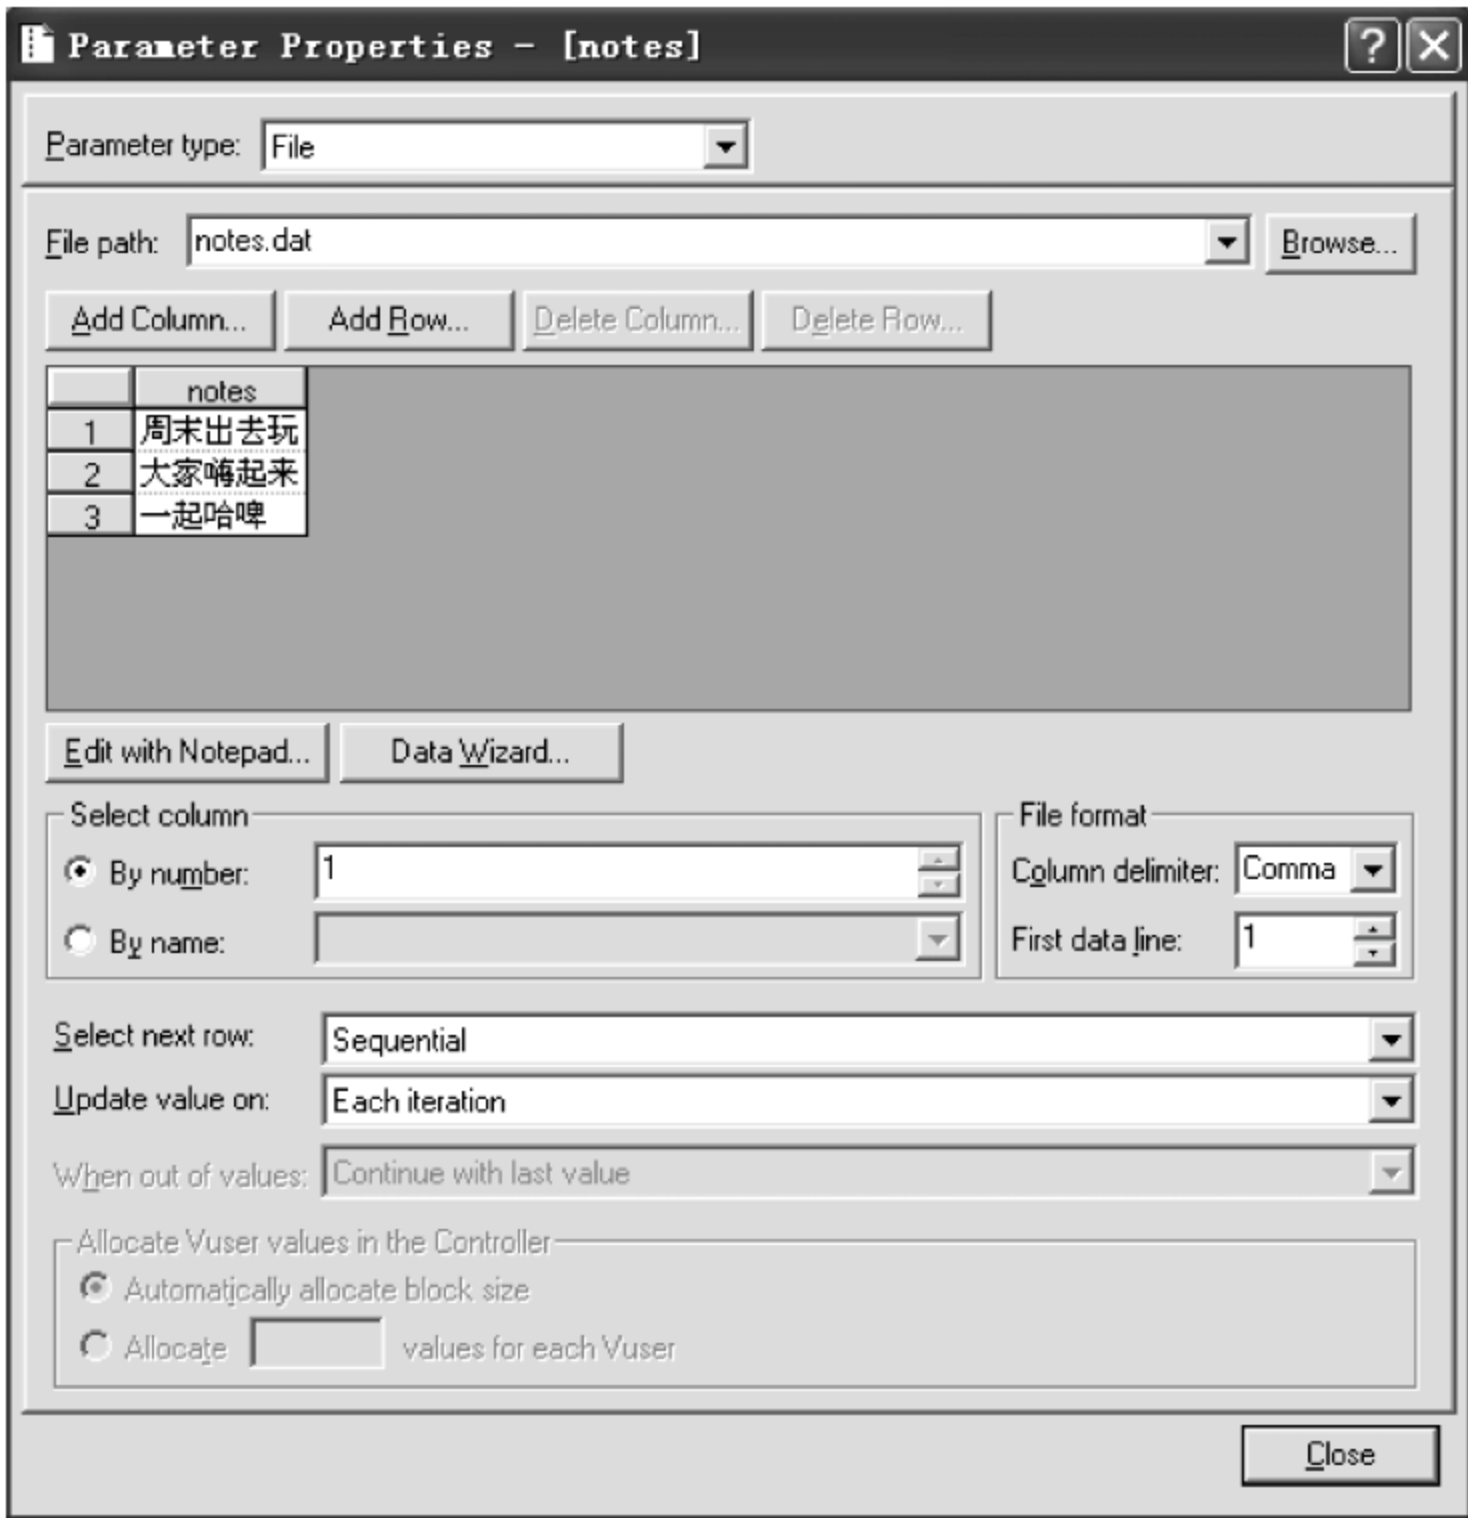 Parameter Properties - [notes]
Parameter type: File
File path: notes.dat Browse...
Add Column... Add Row... Delete Column... Delete Row...
notes
1 周末出去玩
2 大家嗨起来
3 一起哈啤
Edit with Notepad... Data Wizard...
Select column File format
By number: 1 Column delimiter: Comma
By name: First data line: 1
Select next row: Sequential
Update value on: Each iteration
When out of values: Continue with last value
Allocate Vuser values in the Controller
Automatically allocate block size
Allocate values for each Vuser
Close